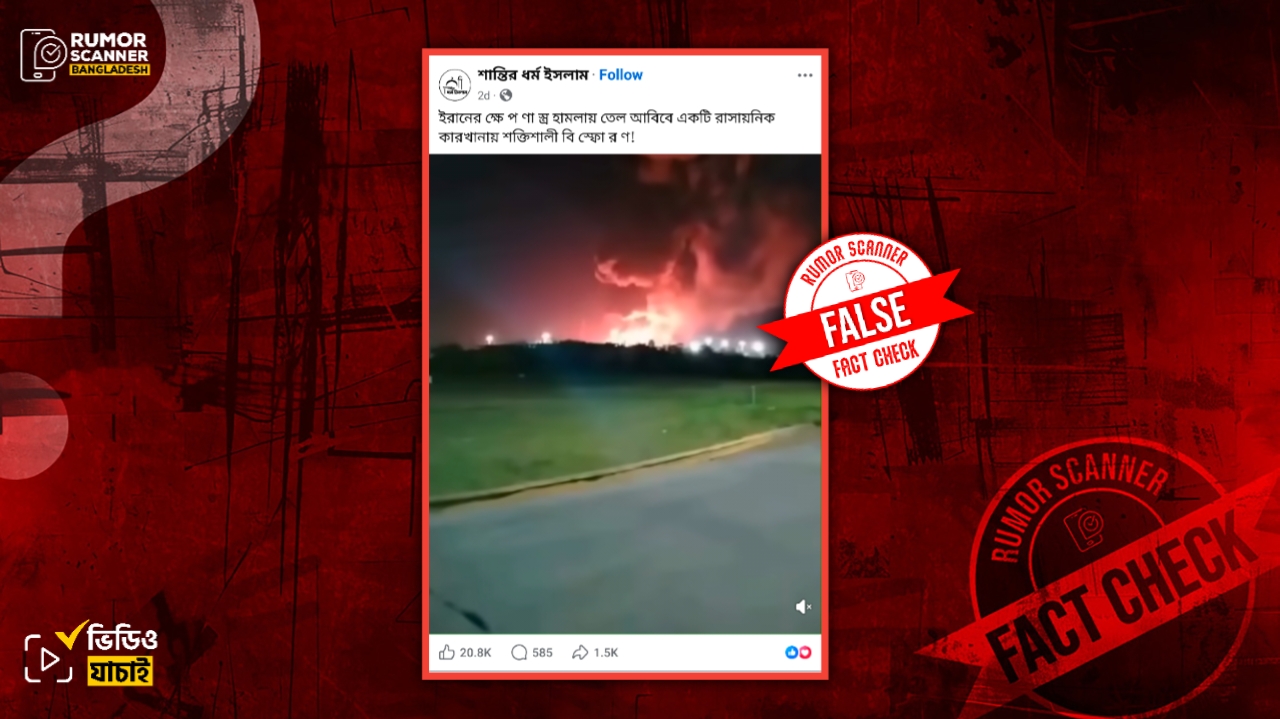 RUMOR
SCANNER
BANGLADESH
শান্তির ধর্ম ইসলাম · Follow
2d ·
ইরানের ক্ষে প ণা স্ত্র হামলায় তেল আবিবে একটি রাসায়নিক
কারখানায় শক্তিশালী বি স্ফো র ণ!
RUMOR SCANNER
FALSE
FACT CHECK
20.8K 585 1.5K
RUMOR SCANNER
FACT CHECK
ভিডিও
যাচাই